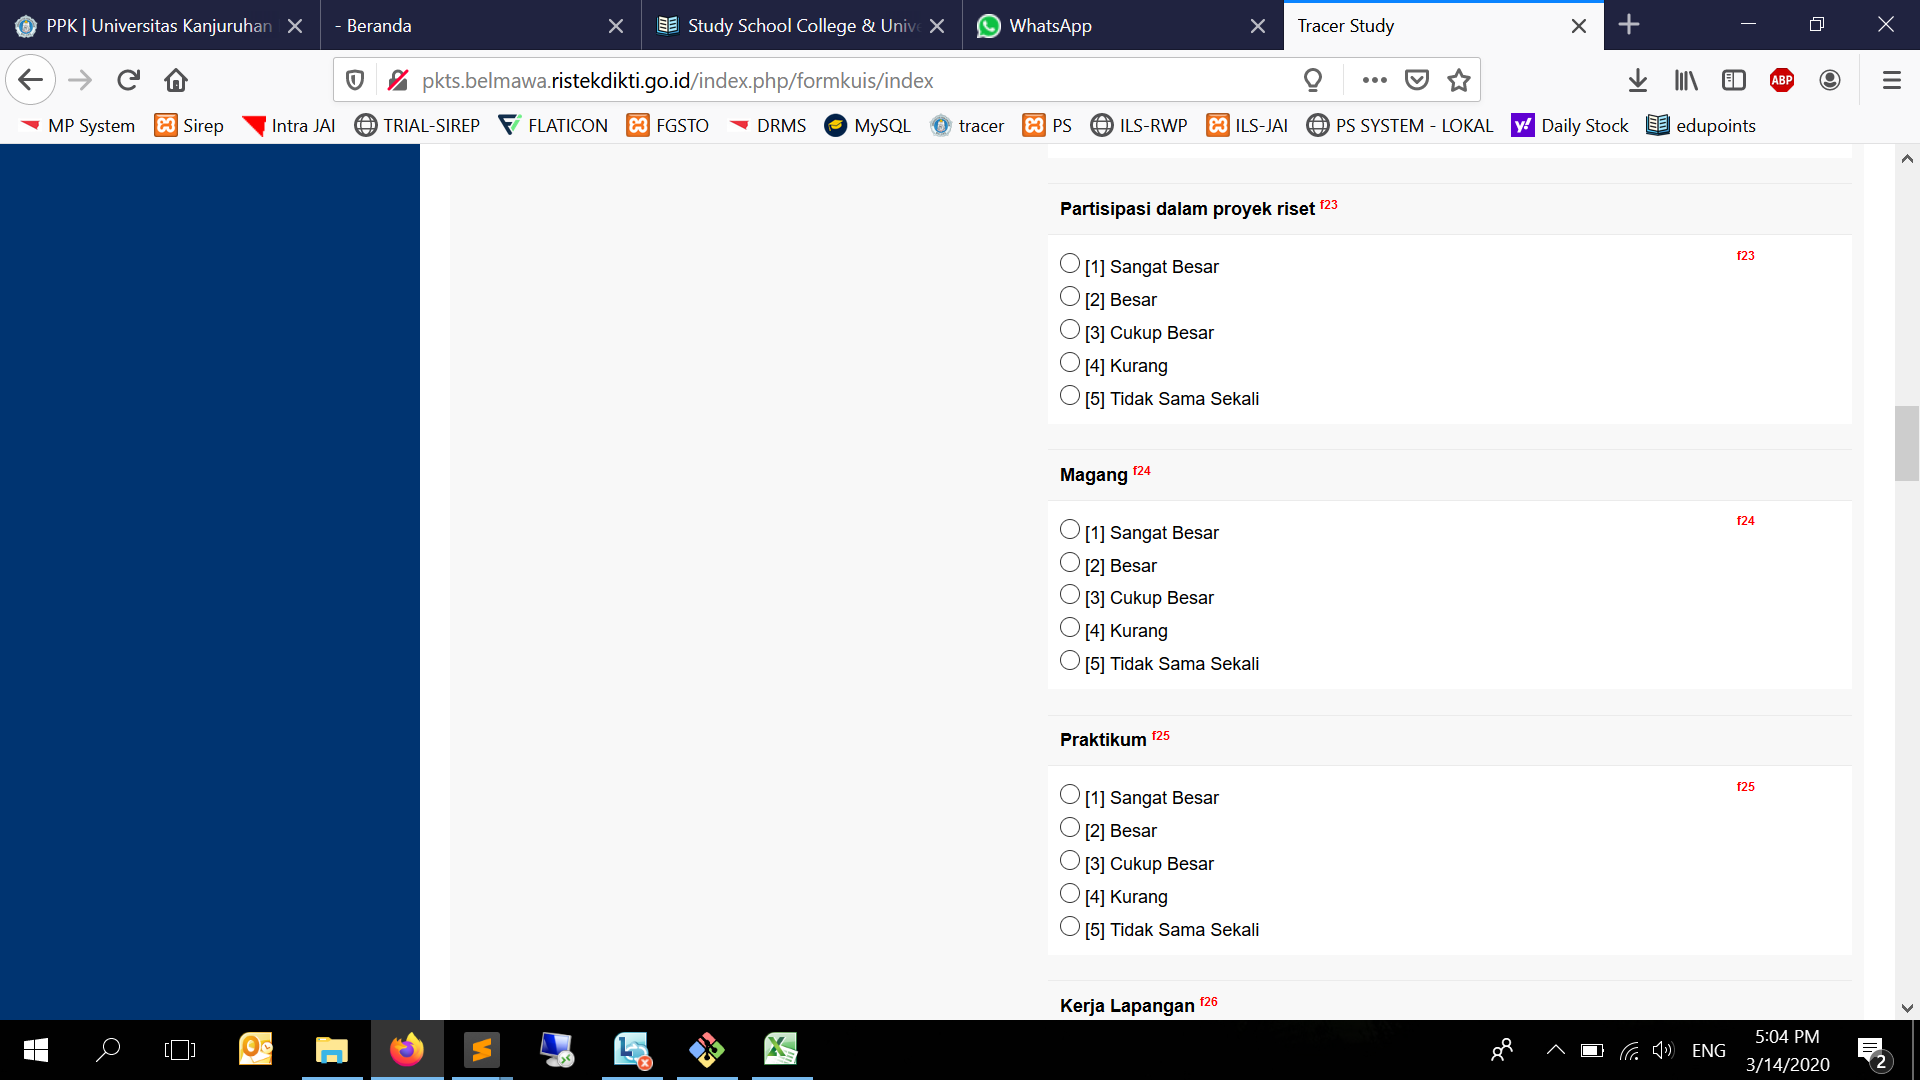 PPK | Universitas Kanjuruhan
- Beranda
Study School College & Unive
WhatsApp
Tracer Study
pkts.belmawa.ristekdikti.go.id/index.php/formkuis/index
ABP
MP System
Sirep
Intra JAI
TRIAL-SIREP
FLATICON
FGSTO
DRMS
MySQL
tracer
PS
ILS-RWP
ILS-JAI
PS SYSTEM - LOKAL
Daily Stock
edupoints
Partisipasi dalam proyek riset f23
f23
[1] Sangat Besar
[2] Besar
[3] Cukup Besar
[4] Kurang
[5] Tidak Sama Sekali
Magang f24
f24
[1] Sangat Besar
[2] Besar
[3] Cukup Besar
[4] Kurang
[5] Tidak Sama Sekali
Praktikum f25
f25
[1] Sangat Besar
[2] Besar
[3] Cukup Besar
[4] Kurang
[5] Tidak Sama Sekali
Kerja Lapangan f26
ENG
5:04 PM
3/14/2020
2